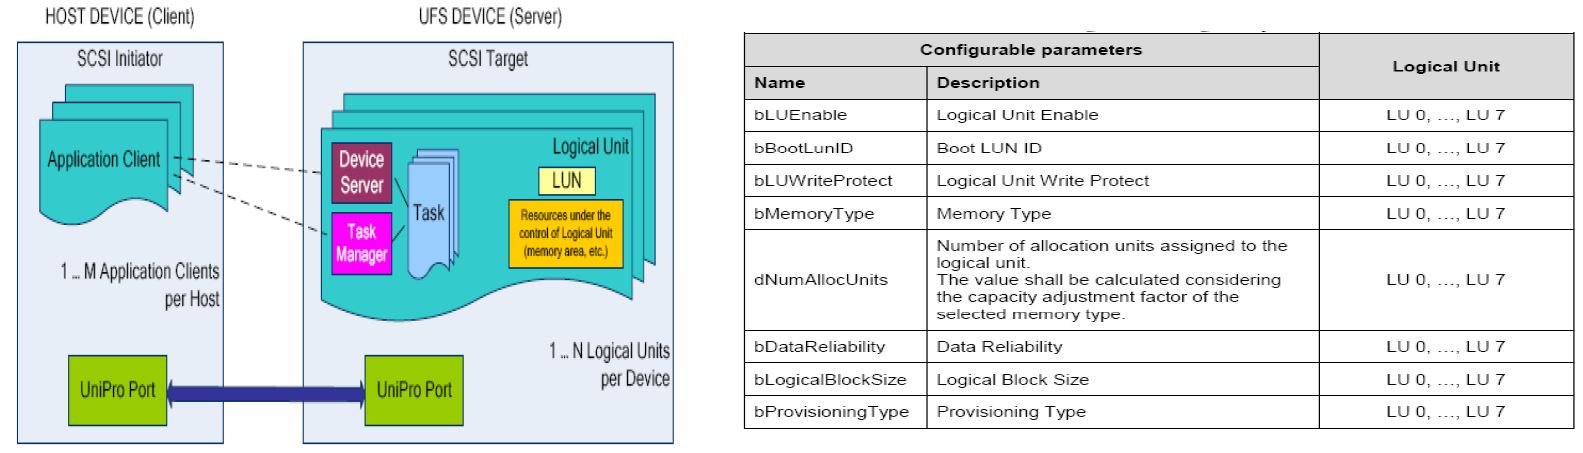 HOST DEVICE (Client)
UFS DEVICE (Server)
SCSI Initiator
Application Client
1 ... M Application Clients
per Host
UniPro Port
SCSI Target
Logical Unit
Device
Server
Task
Manager
Task
LUN
Resources under the
control of Logical Unit
(memory area, etc.)
1 ... N Logical Units
per Device
UniPro Port
Configurable parameters
Logical Unit
Name Description
bLUEnable Logical Unit Enable LU 0, …, LU 7
bBootLunID Boot LUN ID LU 0, …, LU 7
bLUWriteProtect Logical Unit Write Protect LU 0, …, LU 7
bMemoryType Memory Type LU 0, …, LU 7
dNumAllocUnits
Number of allocation units assigned to the
logical unit.
The value shall be calculated considering
the capacity adjustment factor of the
selected memory type.
LU 0, …, LU 7
bDataReliability Data Reliability LU 0, …, LU 7
bLogicalBlockSize Logical Block Size LU 0, …, LU 7
bProvisioningType Provisioning Type LU 0, …, LU 7